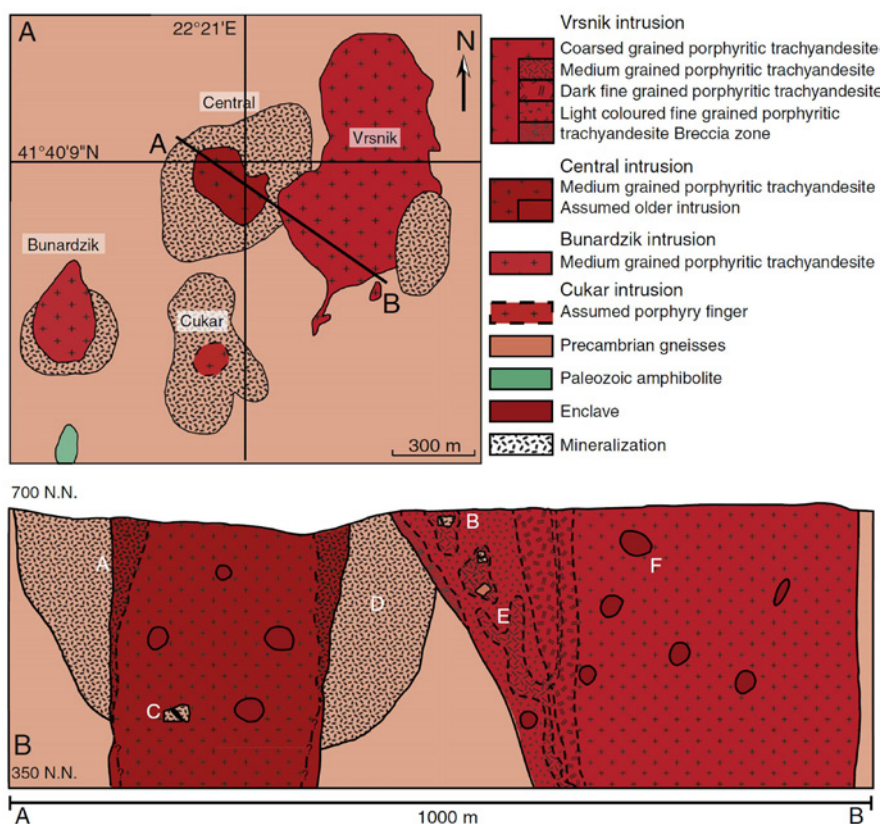 A
22°21'E
N
Central
A
Vrsnik
41°40'9"N
Bunardzik
B
Cukar
300 m
Vrsnik intrusion
Coarsed grained porphyritic trachyandesite
Medium grained porphyritic trachyandesite
Dark fine grained porphyritic trachyandesite
Light coloured fine grained porphyritic
trachyandesite Breccia zone
Central intrusion
Medium grained porphyritic trachyandesite
Assumed older intrusion
Bunardzik intrusion
Medium grained porphyritic trachyandesite
Cukar intrusion
Assumed porphyry finger
Precambrian gneisses
Paleozoic amphibolite
Enclave
Mineralization
700 N.N.
B
A
F
D
E
C
B
350 N.N.
A
1000 m
B